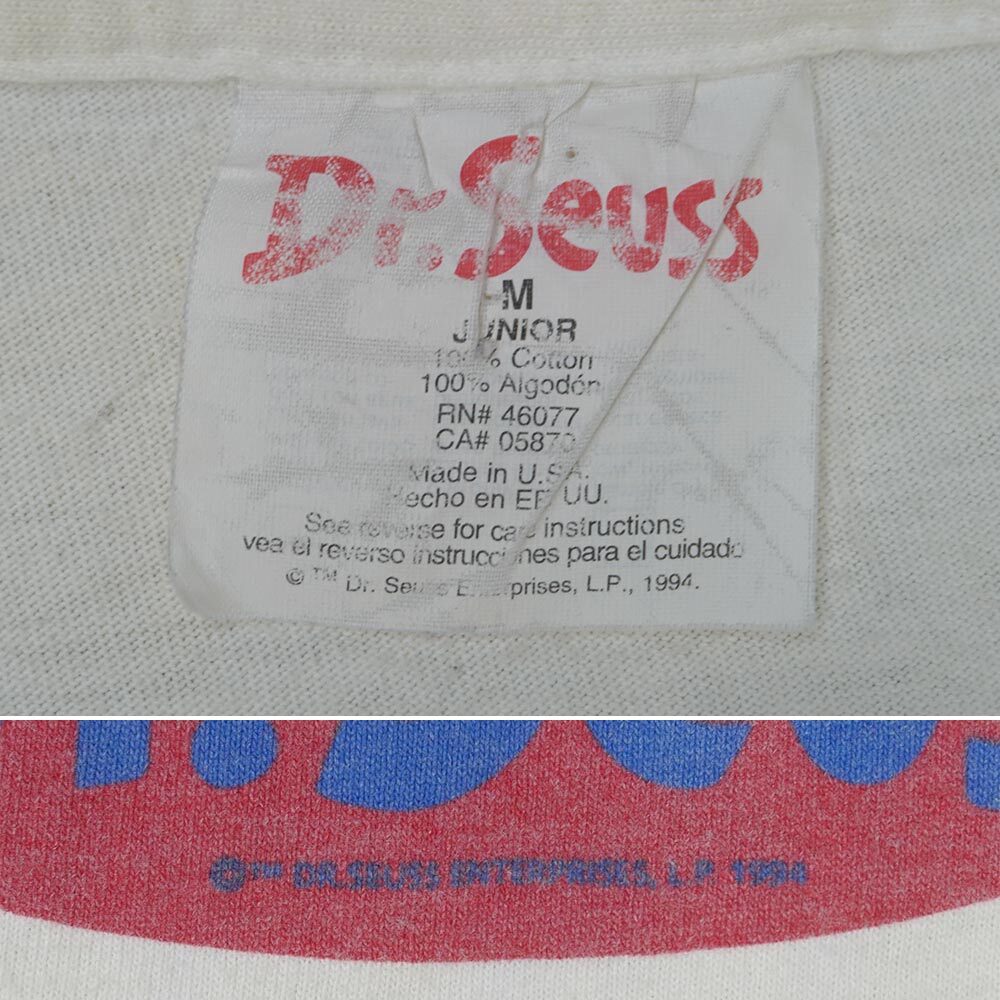 Dr. Seuss
M
JUNIOR
100% Cotton
100% Algodón
RN# 46077
CA# 05870
Made in U.S.A.
Hecho en EE UU.
See reverse for care instructions
vea el reverso instrucciones para el cuidado
© ™ Dr. Seuss Enterprises, L.P., 1994.
©™ DR.SEUSS ENTERPRISES, L.P 1994